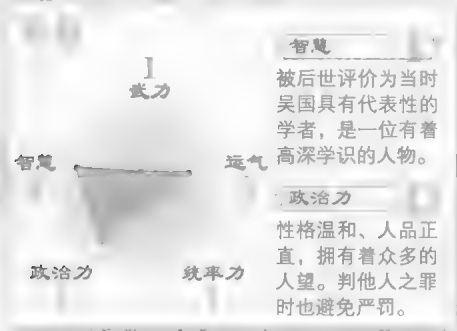 1
武力
智慧
运气
政治力
统率力
智慧
被后世评价为当时
吴国具有代表性的
学者，是一位有着
高深学识的人物。
政治力
性格温和、人品正
直，拥有着众多的
人望。判他人之罪
时也避免严罚。